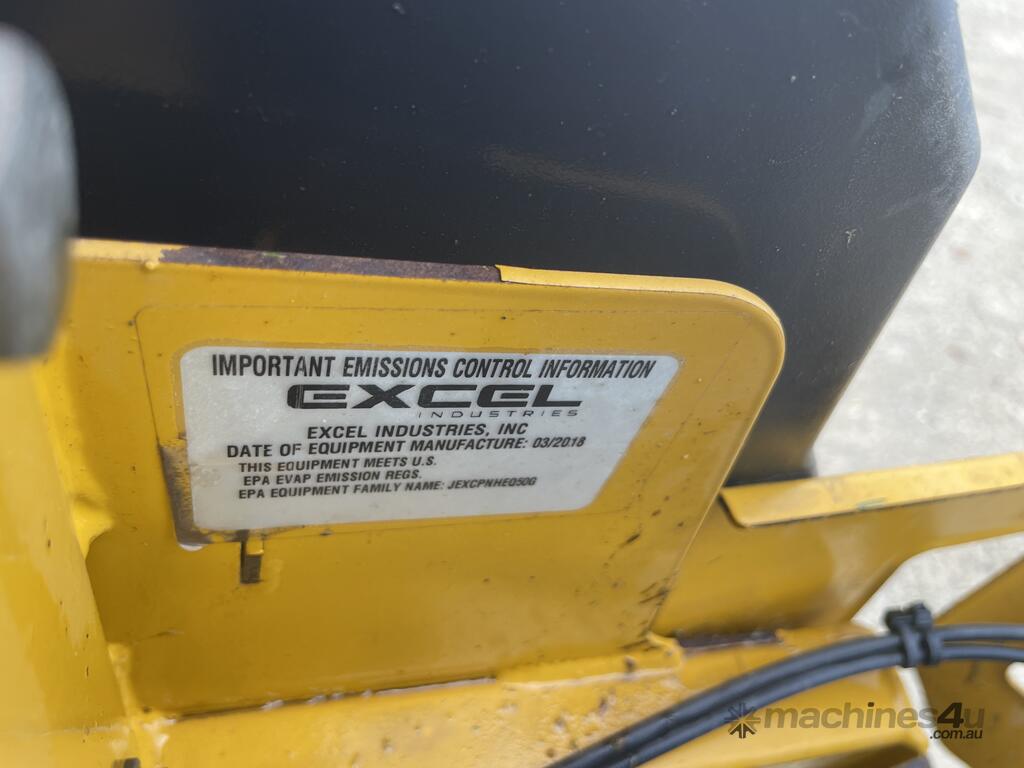 IMPORTANT EMISSIONS CONTROL INFORMATION
EXCEL
INDUSTRIES
EXCEL INDUSTRIES, INC
DATE OF EQUIPMENT MANUFACTURE: 03/2018
THIS EQUIPMENT MEETS U.S.
EPA EVAP EMISSION REGS.
EPA EQUIPMENT FAMILY NAME: JEXCPNHEQ50G
machines4u
.com.au